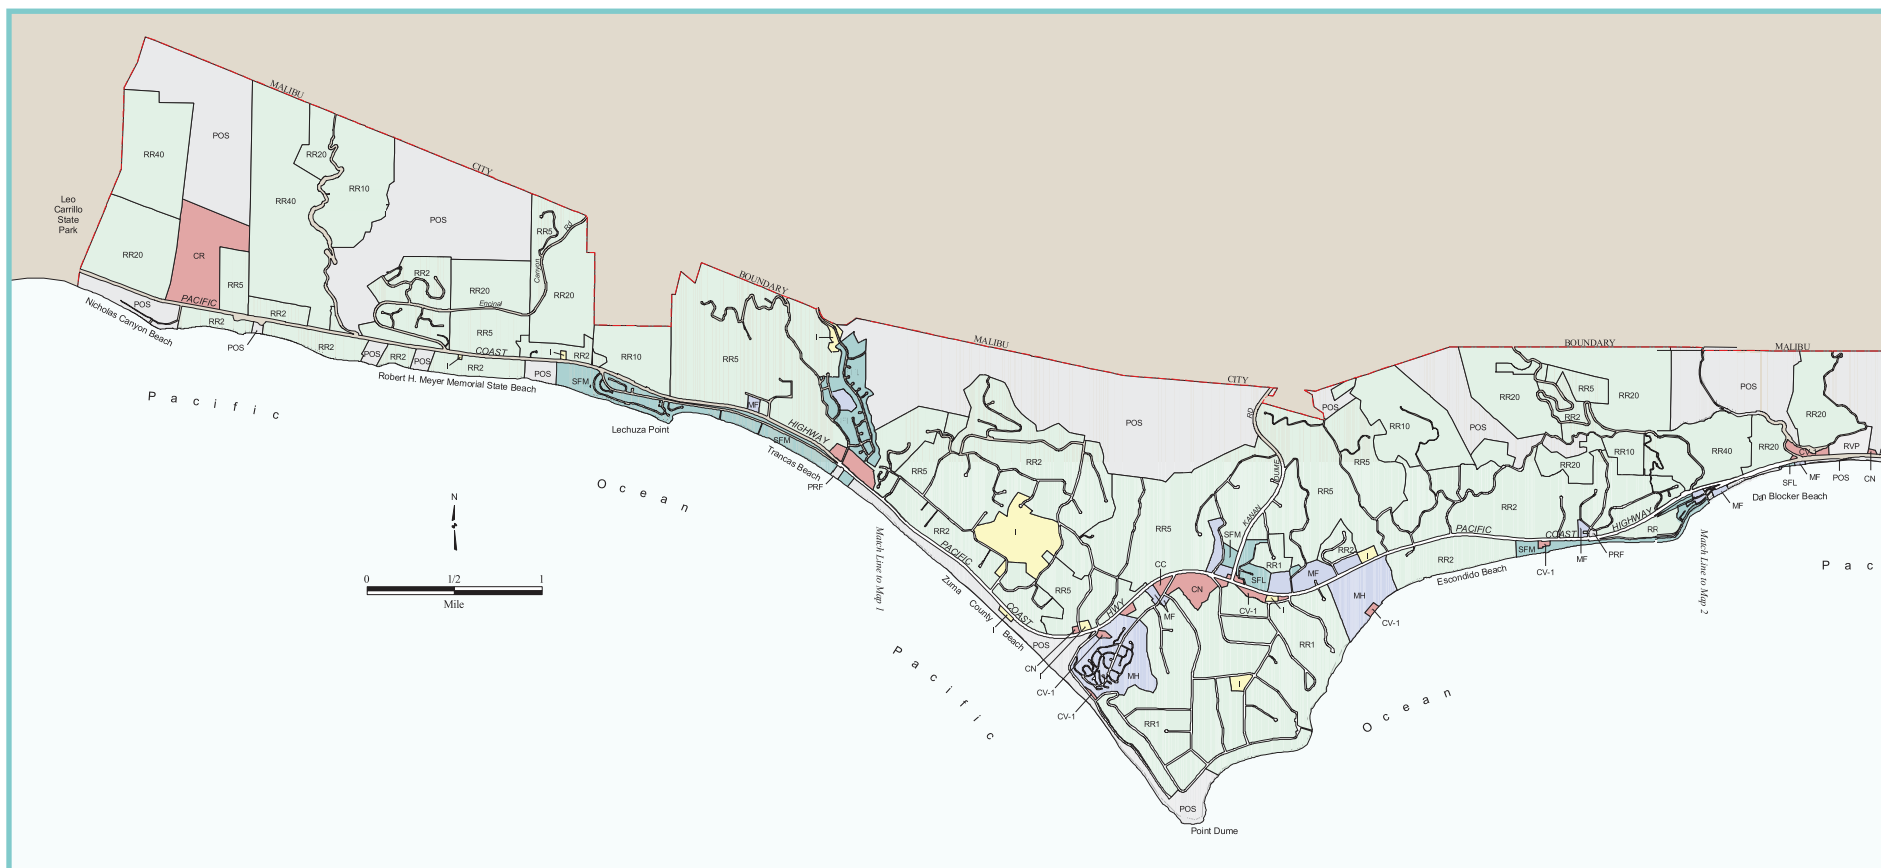 MALIBU
CITY
BOUNDARY
MALIBU
CITY
BOUNDARY
MALIBU
Leo
Carrillo
State
Park
RR40
POS
RR20
CR
RR5
RR40
RR20
RR10
POS
RR5
Canyon
Rd
RR2
RR20
Encinal
RR20
RR5
POS
PACIFIC
RR2
RR2
POS
RR2
POS
RR2
POS
I
RR2
COAST
POS
I
RR2
RR10
SFM
Nicholas Canyon Beach
Robert H. Meyer Memorial State Beach
Lechuza Point
RR5
I
MF
HIGHWAY
SFM
Trancas Beach
PRF
Pacific
Ocean
N
0 1/2 1
Mile
Match Line to Map 1
RR5
RR2
RR2
I
PACIFIC
Zuma
County
Beach
I
COAST
RR5
POS
POS
RR5
HWY
CC
CN
MF
CN
I
CV-1
CV-1
MH
RR1
POS
Point Dume
KANAN
DUME
RD
SFM
SFL
RR1
CV-1
I
MF
RR2
I
MH
CV-1
RR1
I
Pacific
Ocean
POS
RR10
RR5
RR5
POS
RR20
RR5
RR2
RR20
RR20
RR10
RR2
RR2
PACIFIC
COAST
HIGHWAY
Escondido Beach
SFM
CV-1
MF
PRF
RR
MF
RR40
RR20
POS
RR20
CV
RVP
SFL
MF
POS
CN
Dan Blocker Beach
Match Line to Map 2
Pac